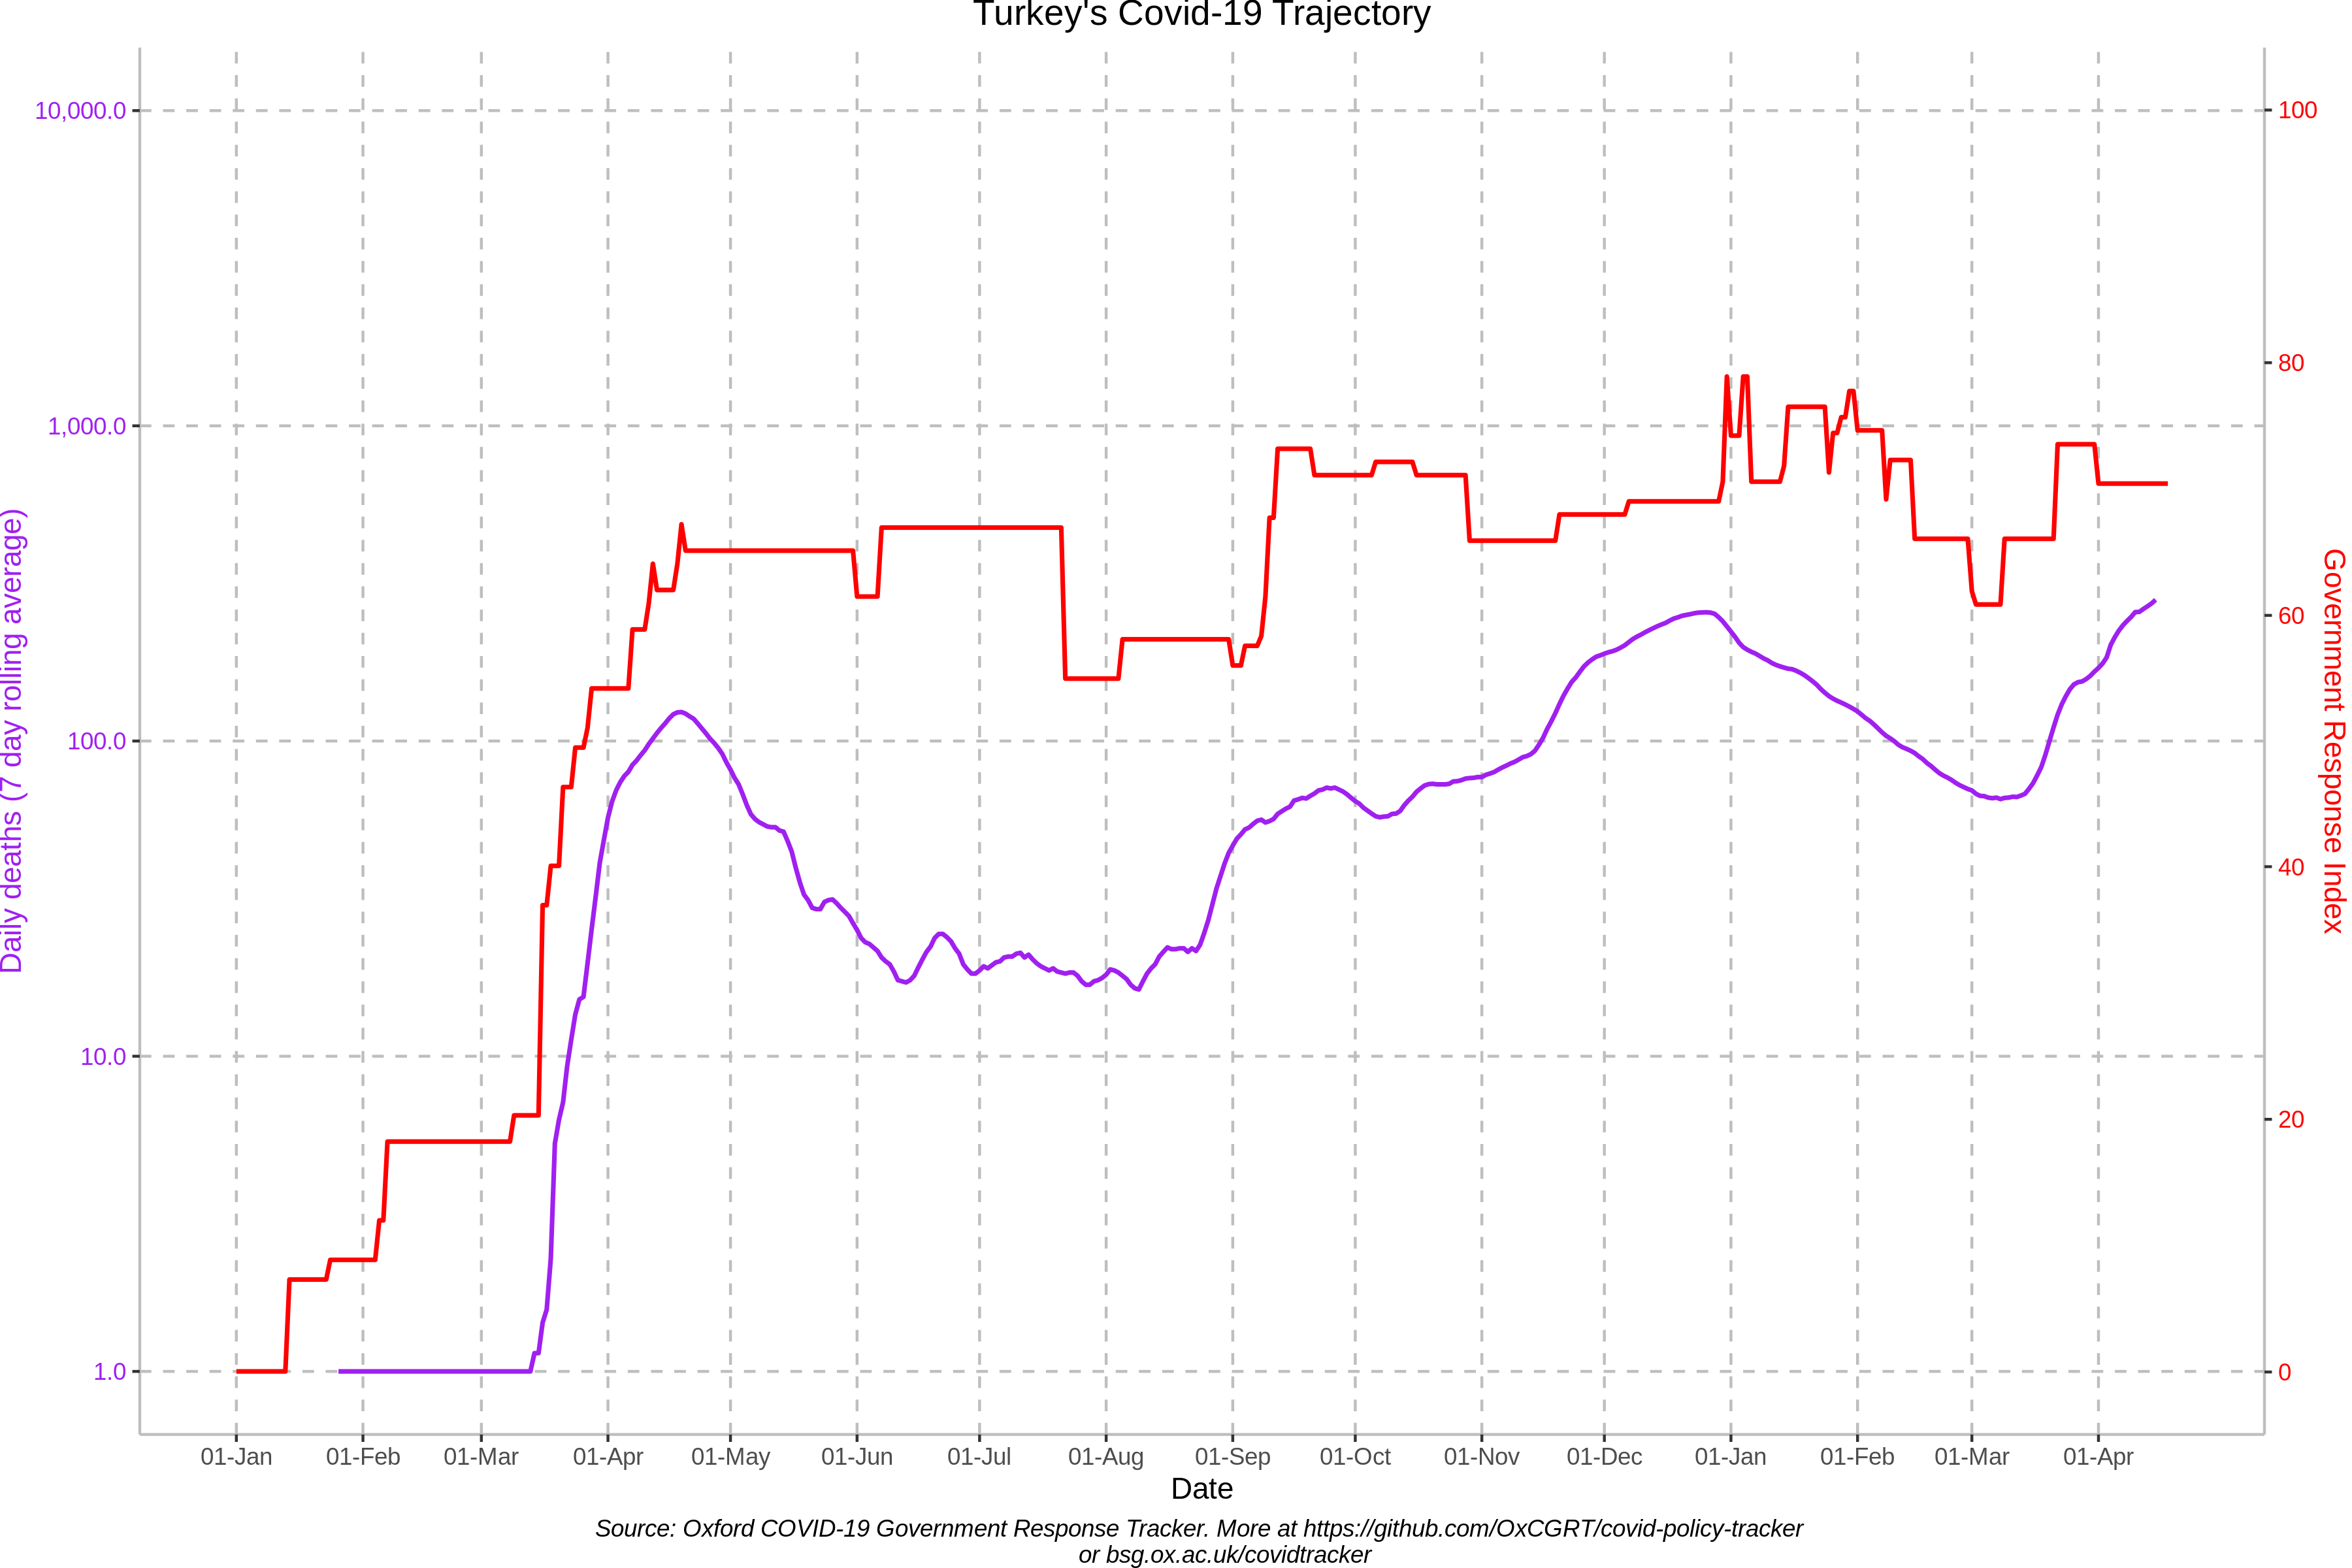 Turkey's Covid-19 Trajectory
10,000.0
1,000.0
100.0
10.0
1.0
Daily deaths (7 day rolling average)
100
80
60
40
20
0
Government Response Index
01-Jan 01-Feb 01-Mar 01-Apr 01-May 01-Jun 01-Jul 01-Aug 01-Sep 01-Oct 01-Nov 01-Dec 01-Jan 01-Feb 01-Mar 01-Apr
Date
Source: Oxford COVID-19 Government Response Tracker. More at https://github.com/OxCGRT/covid-policy-tracker
or bsg.ox.ac.uk/covidtracker